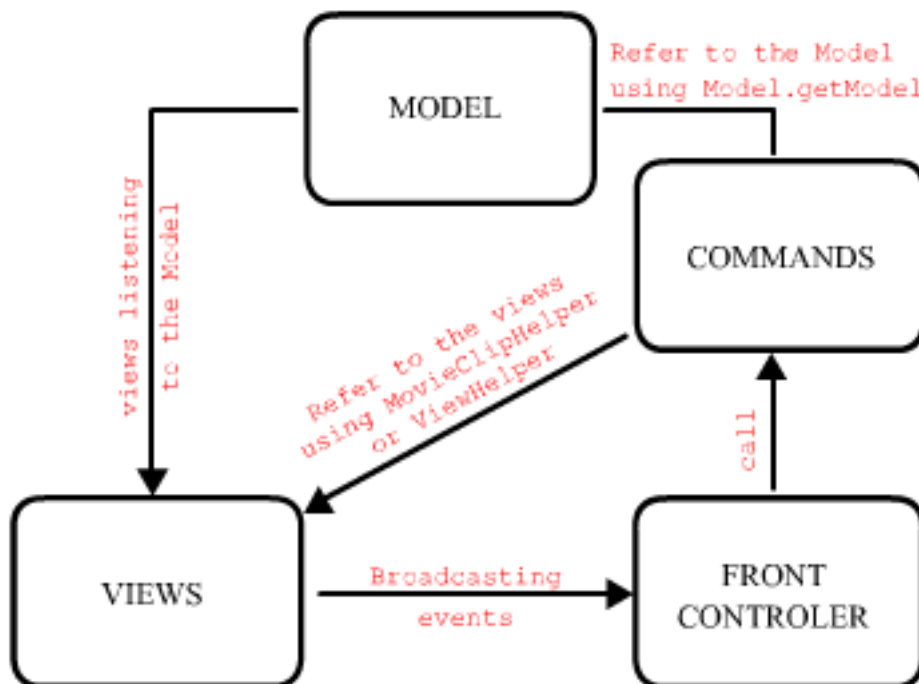 MODEL
Refer to the Model
using Model.getModel
COMMANDS
views listening
to the Model
Refer to the views
using MovieClipHelper
or ViewHelper
call
VIEWS
Broadcasting
events
FRONT
CONTROLER